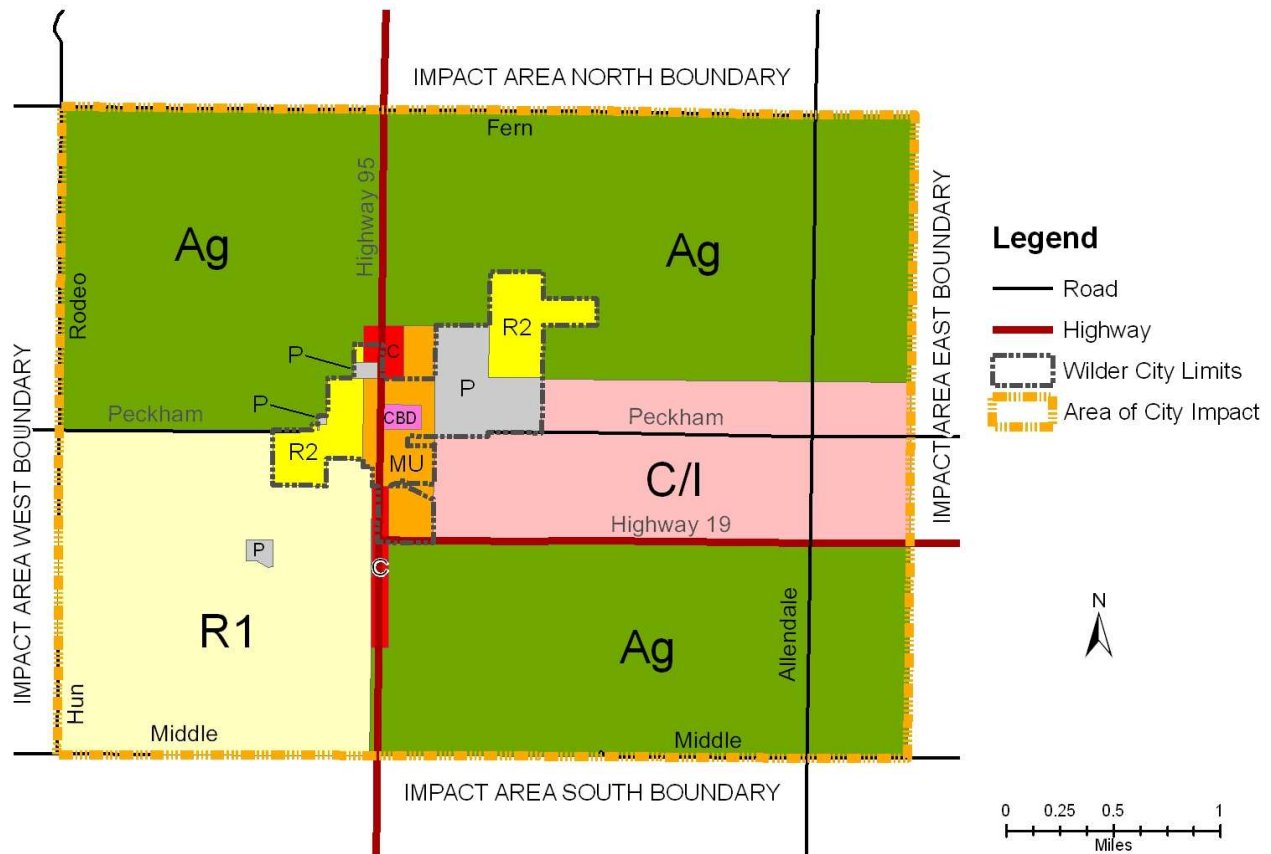 IMPACT AREA NORTH BOUNDARY
Fern
Highway 95
Ag
Ag
Rodeo
IMPACT AREA WEST BOUNDARY
IMPACT AREA EAST BOUNDARY
Legend
Road
Highway
Wilder City Limits
Area of City Impact
R2
P
C
P
P
Peckham
CBD
Peckham
R2
MU
C/I
Highway 19
P
C
R1
Ag
Allendale
N
Hun
Middle
Middle
IMPACT AREA SOUTH BOUNDARY
0 0.25 0.5 1
Miles